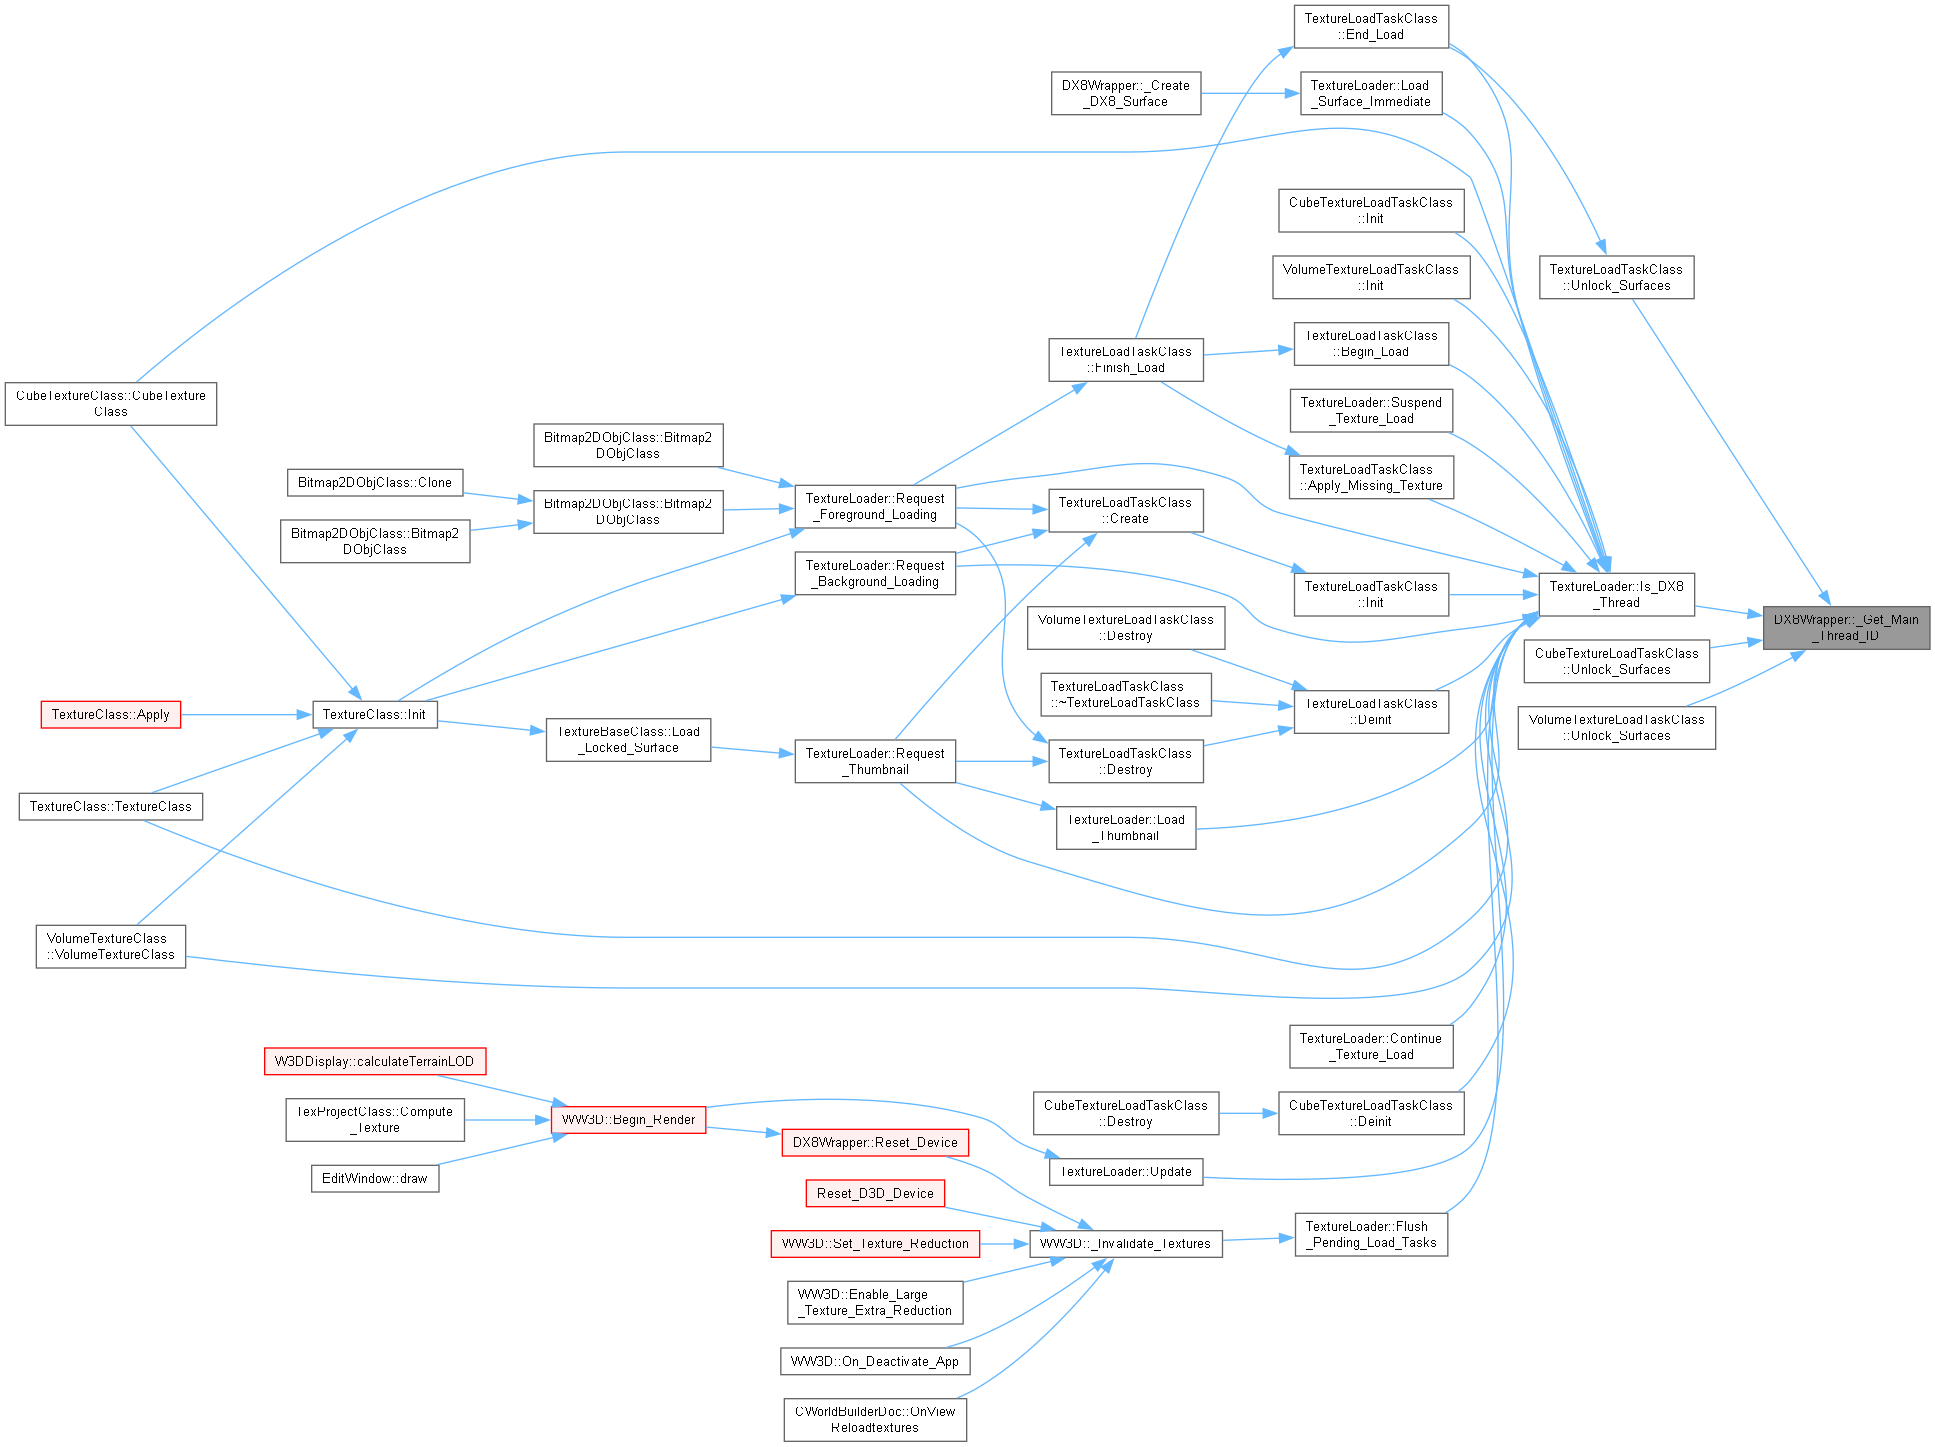 TextureLoadTaskClass
::End_Load
DX8Wrapper::_Create
_DX8_Surface
TextureLoader::Load
_Surface_Immediate
CubeTextureLoadTaskClass
::Init
VolumeTextureLoadTaskClass
::Init
TextureLoadTaskClass
::Unlock_Surfaces
TextureLoadTaskClass
::Begin_Load
TextureLoadTaskClass
::Finish_Load
CubeTextureClass::CubeTexture
Class
TextureLoader::Suspend
_Texture_Load
Bitmap2DObjClass::Bitmap2
DObjClass
Bitmap2DObjClass::Clone
TextureLoadTaskClass
::Apply_Missing_Texture
Bitmap2DObjClass::Bitmap2
DObjClass
TextureLoader::Request
_Foreground_Loading
TextureLoadTaskClass
::Create
Bitmap2DObjClass::Bitmap2
DObjClass
TextureLoader::Request
_Background_Loading
TextureLoadTaskClass
::Init
TextureLoader::Is_DX8
_Thread
DX8Wrapper::_Get_Main
_Thread_ID
VolumeTextureLoadTaskClass
::Destroy
CubeTextureLoadTaskClass
::Unlock_Surfaces
TextureLoadTaskClass
::~TextureLoadTaskClass
TextureLoadTaskClass
::Deinit
VolumeTextureLoadTaskClass
::Unlock_Surfaces
TextureClass::Apply
TextureClass::Init
TextureBaseClass::Load
_Locked_Surface
TextureLoader::Request
_Thumbnail
TextureLoadTaskClass
::Destroy
TextureClass::TextureClass
TextureLoader::Load
_Thumbnail
VolumeTextureClass
::VolumeTextureClass
TextureLoader::Continue
_Texture_Load
W3DDisplay::calculateTerrainLOD
TexProjectClass::Compute
_Texture
WW3D::Begin_Render
CubeTextureLoadTaskClass
::Destroy
CubeTextureLoadTaskClass
::Deinit
DX8Wrapper::Reset_Device
EditWindow::draw
TextureLoader::Update
Reset_D3D_Device
WW3D::Set_Texture_Reduction
WW3D::_Invalidate_Textures
TextureLoader::Flush
_Pending_Load_Tasks
WW3D::Enable_Large
_Texture_Extra_Reduction
WW3D::On_Deactivate_App
CWorldBuilderDoc::OnView
Reloadtextures